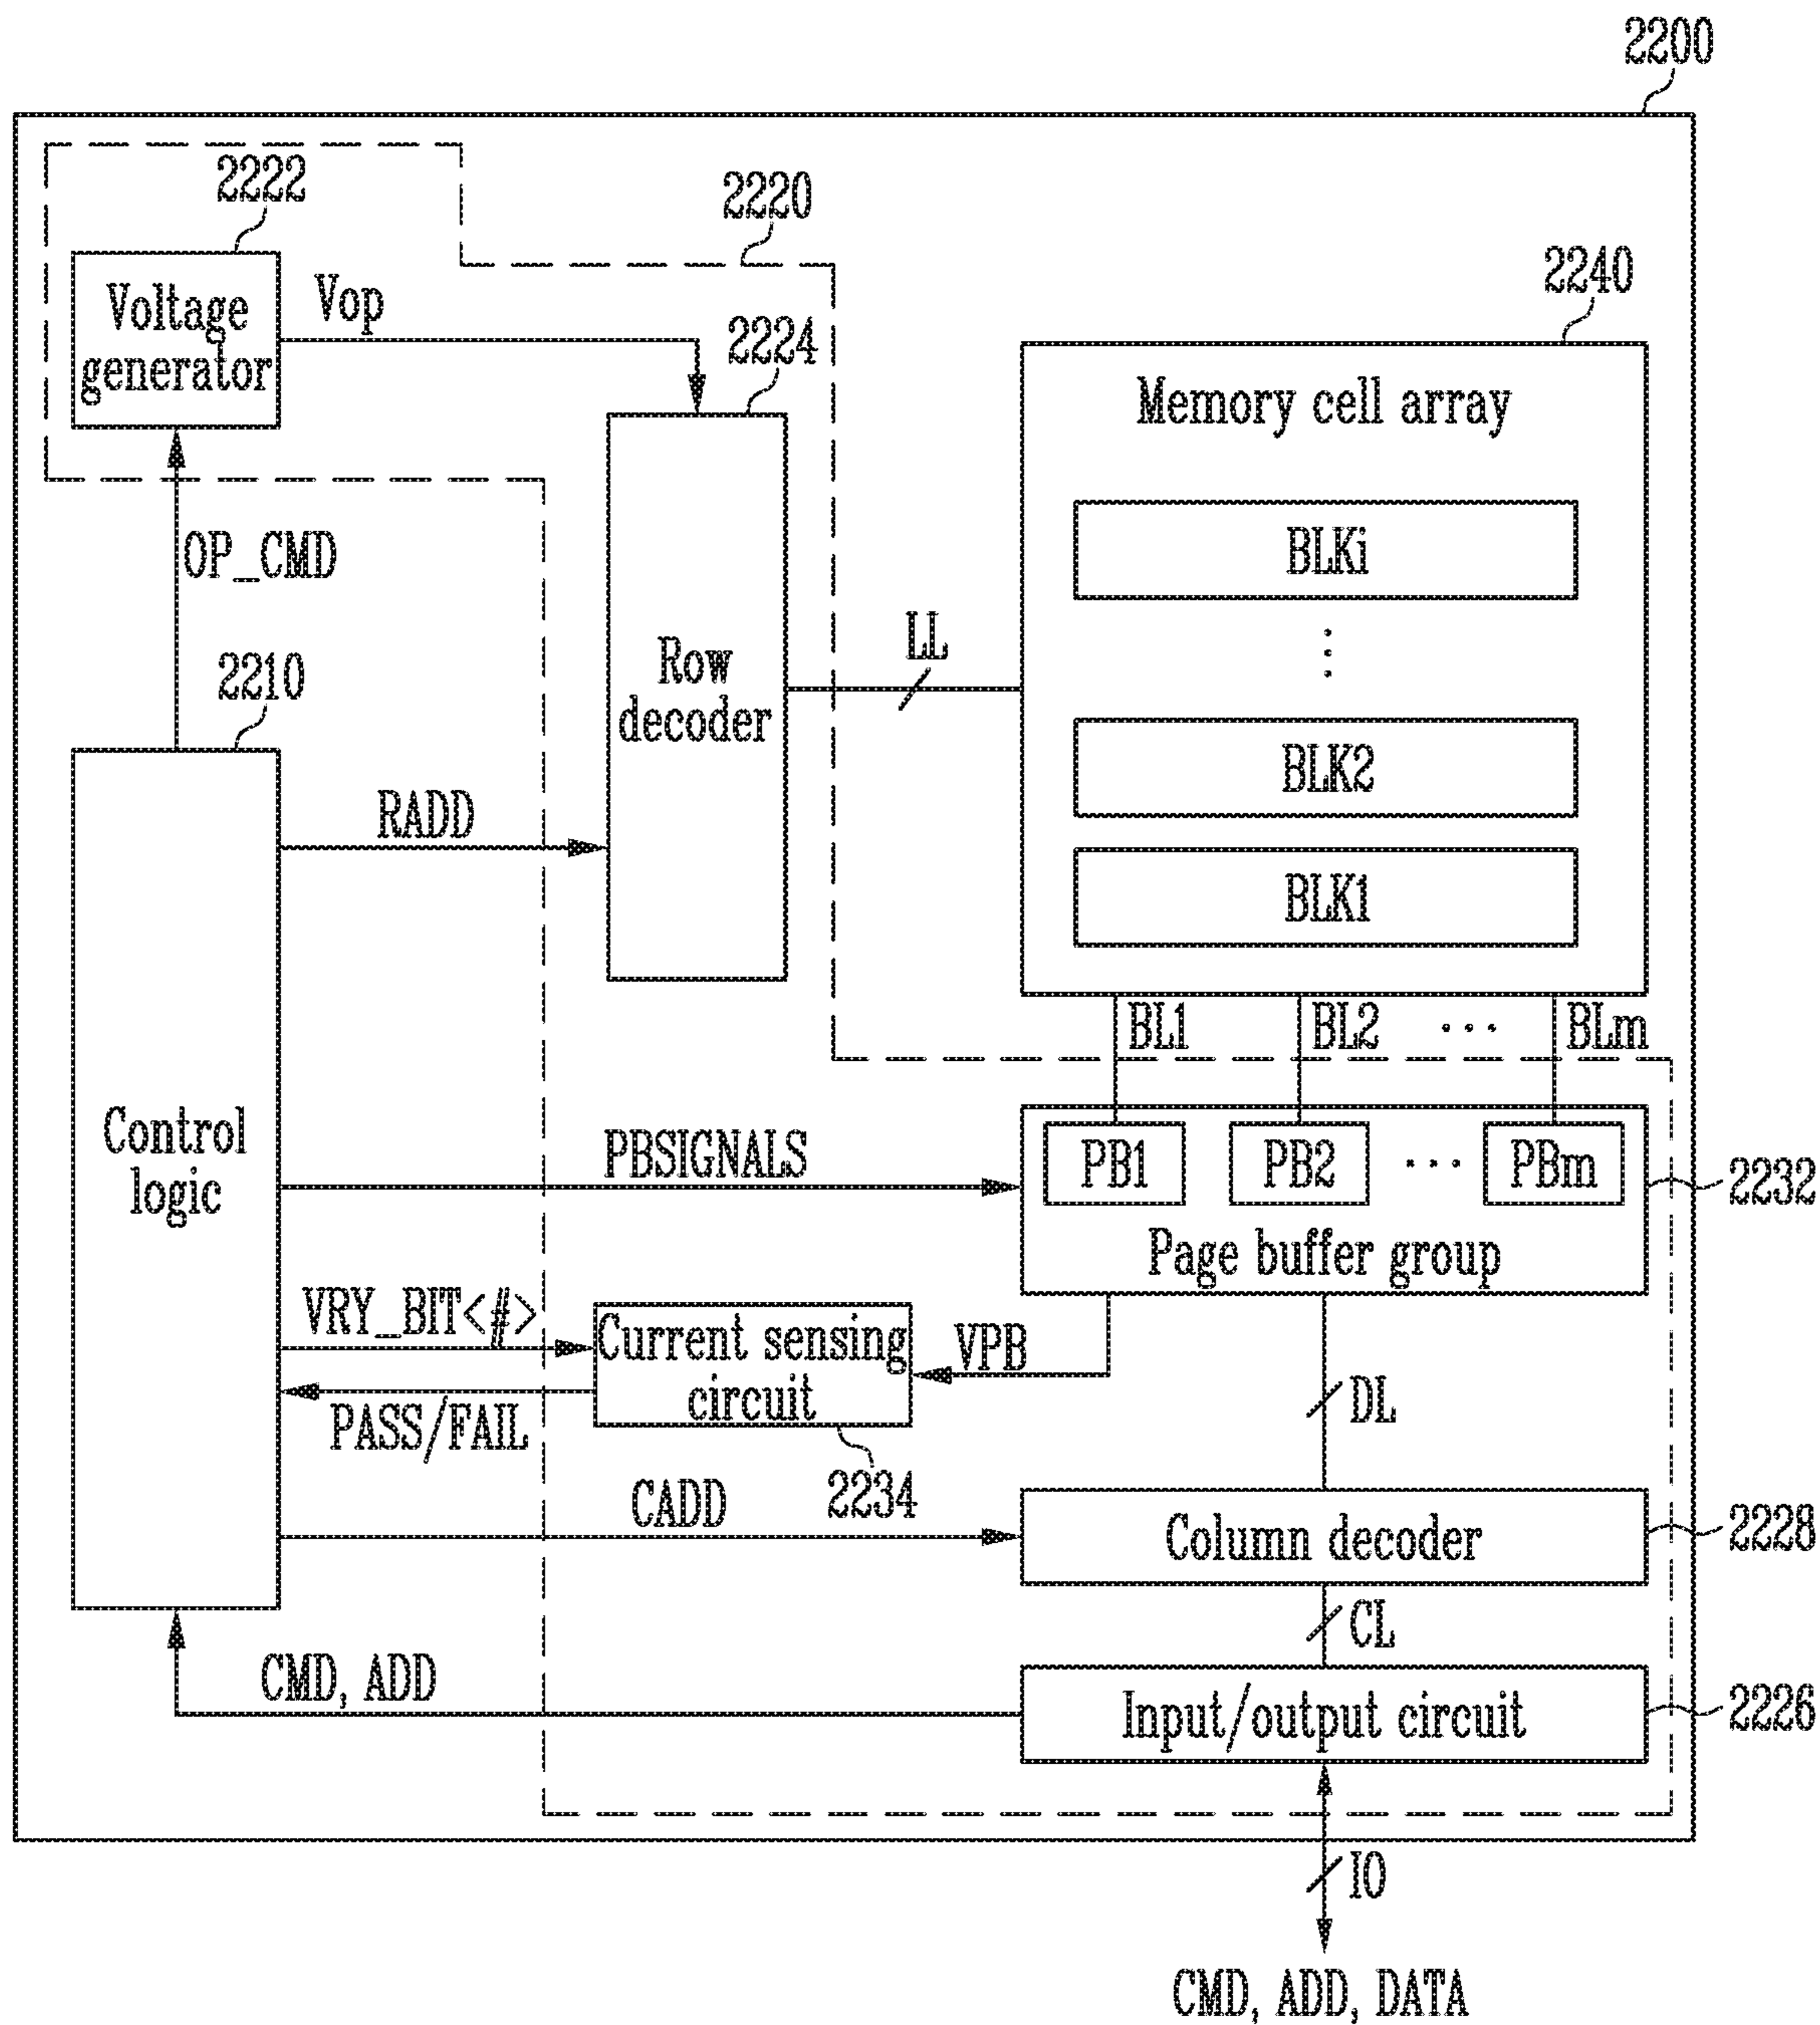 2200
2222
2220
Voltage
generator
Vop
2240
2224
Memory cell array
BLKi
OP_CMD
LL
Row
decoder
2210
BLK2
RADD
BLK1
BL1
BL2
...
BLm
Control
logic
PBSIGNALS
PB1
PB2
...
PBm
2232
Page buffer group
VRY_BIT<#>
Current sensing
circuit
VPB
PASS/FAIL
DL
2234
CADD
Column decoder
2228
CL
CMD, ADD
Input/output circuit
2226
IO
CMD, ADD, DATA